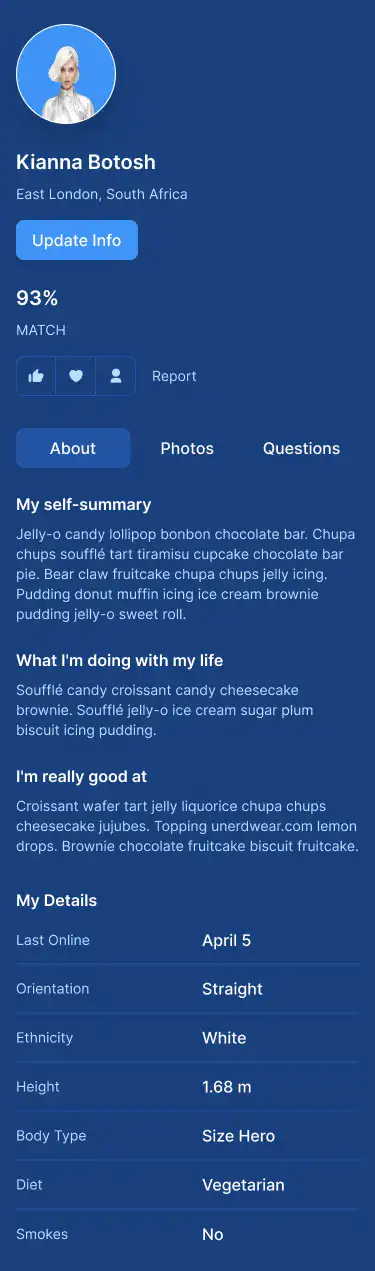 Kianna Botosh
East London, South Africa
Update Info
93%
MATCH
Report
About Photos Questions
My self-summary
Jelly-o candy lollipop bonbon chocolate bar. Chupa
chups soufflé tart tiramisu cupcake chocolate bar
pie. Bear claw fruitcake chupa chups jelly icing.
Pudding donut muffin icing ice cream brownie
pudding jelly-o sweet roll.
What I'm doing with my life
Soufflé candy croissant candy cheesecake
brownie. Soufflé jelly-o ice cream sugar plum
biscuit icing pudding.
I'm really good at
Croissant wafer tart jelly liquorice chupa chups
cheesecake jujubes. Topping unerdwear.com lemon
drops. Brownie chocolate fruitcake biscuit fruitcake.
My Details
Last Online April 5
Orientation Straight
Ethnicity White
Height 1.68 m
Body Type Size Hero
Diet Vegetarian
Smokes No